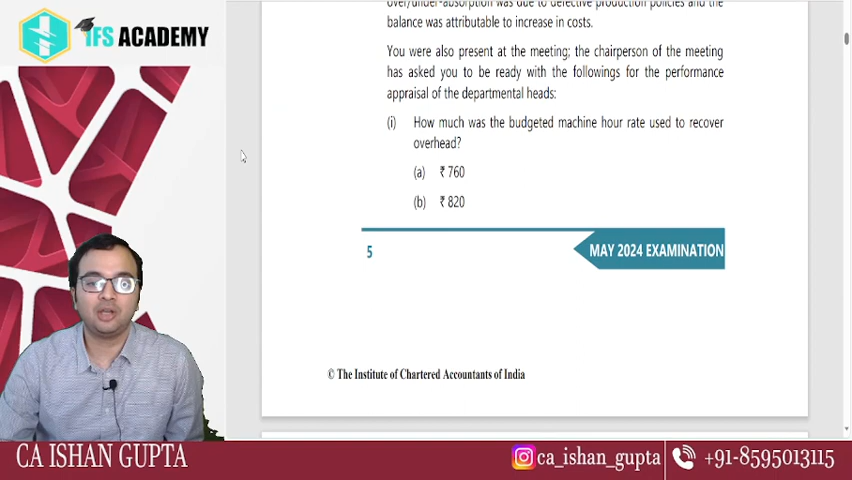 IFS ACADEMY
over/under-absorption was due to defective production policies and the
balance was attributable to increase in costs.
You were also present at the meeting; the chairperson of the meeting
has asked you to be ready with the followings for the performance
appraisal of the departmental heads:
(i) How much was the budgeted machine hour rate used to recover
overhead?
(a) ₹ 760
(b) ₹ 820
5
MAY 2024 EXAMINATION
© The Institute of Chartered Accountants of India
CA ISHAN GUPTA
ca_ishan_gupta
+91-8595013115